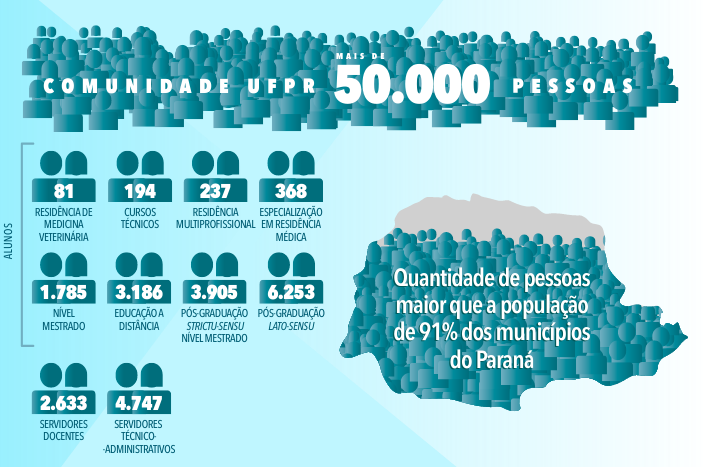 MAIS DE
COMUNIDADE UFPR 50.000 PESSOAS
ALUNOS
81
RESIDÊNCIA DE
MEDICINA
VETERINÁRIA
194
CURSOS
TÉCNICOS
237
RESIDÊNCIA
MULTIPROFISSIONAL
368
ESPECIALIZAÇÃO
EM RESIDÊNCIA
MÉDICA
1.785
NÍVEL
MESTRADO
3.186
EDUCAÇÃO A
DISTÂNCIA
3.905
PÓS-GRADUAÇÃO
STRICTU-SENSU
NÍVEL MESTRADO
6.253
PÓS-GRADUAÇÃO
LATO-SENSU
2.633
SERVIDORES
DOCENTES
4.747
SERVIDORES
TÉCNICO-
-ADMINISTRATIVOS
Quantidade de pessoas
maior que a população
de 91% dos municípios
do Paraná